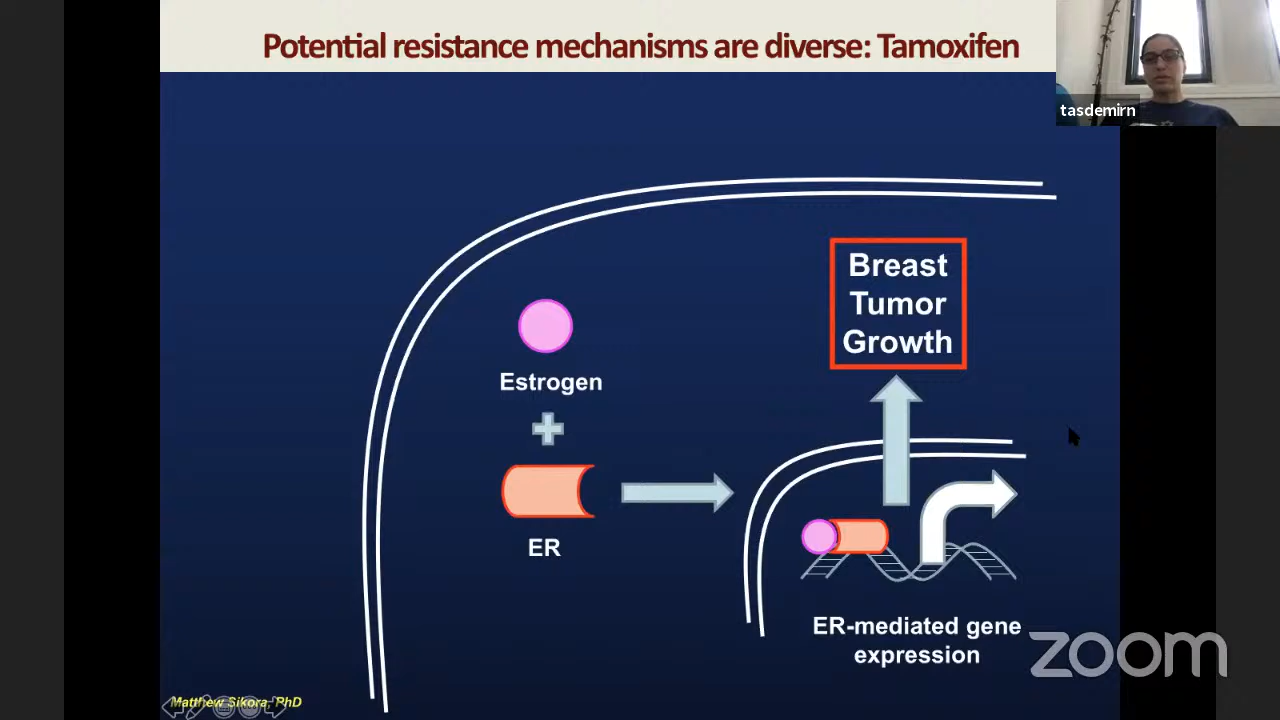 Potential resistance mechanisms are diverse: Tamoxifen
tasdemirn
Breast
Tumor
Growth
Estrogen
ER
ER-mediated gene
expression
zoom
Matthew Sikora, PhD